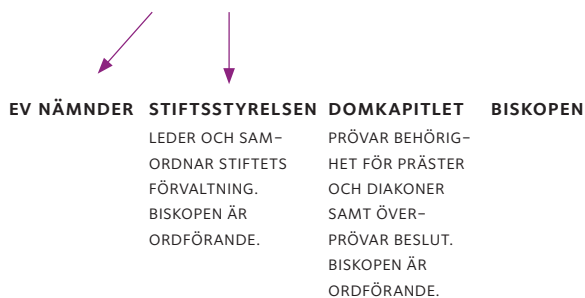 EV NÄMNDER STIFTSSTYRELSEN DOMKAPITLET BISKOPEN
LEDER OCH SAM–
ORDNAR STIFTETS
FÖRVALTNING.
BISKOPEN ÄR
ORDFÖRANDE.
PRÖVAR BEHÖRIG–
HET FÖR PRÄSTER
OCH DIAKONER
SAMT ÖVER–
PRÖVAR BESLUT.
BISKOPEN ÄR
ORDFÖRANDE.